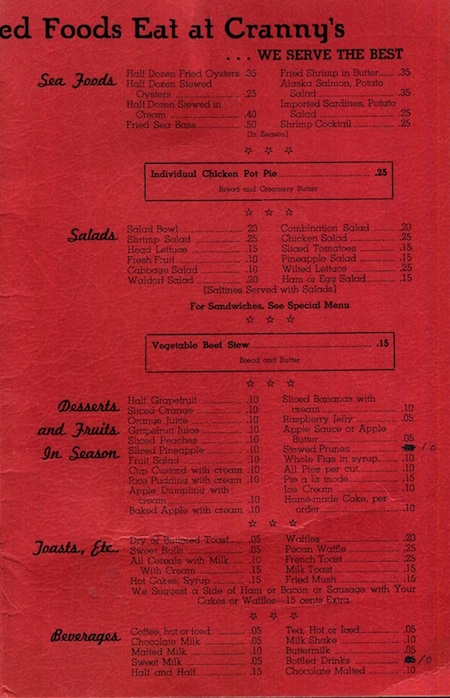 ed Foods Eat at Cranny's
. . . WE SERVE THE BEST
Sea Foods
Half Dozen Fried Oysters .35
Half Dozen Stewed
Oysters .25
Half Dozen Stewed in
Cream .40
Fried Sea Bass .50
Fried Shrimp in Butter .35
Alaska Salmon, Potato
Salad .35
Imported Sardines, Potato
Salad .25
Shrimp Cocktail .25
[In Season]
☆ ☆ ☆
Individual Chicken Pot Pie .25
Bread and Creamery Butter
☆ ☆ ☆
Salads
Salad Bowl .20
Shrimp Salad .25
Head Lettuce .15
Fresh Fruit .10
Cabbage Salad .10
Waldorf Salad .20
Combination Salad .20
Chicken Salad .25
Sliced Tomatoes .15
Pineapple Salad .15
Wilted Lettuce .25
Ham or Egg Salad .15
[Saltines Served with Salads]
For Sandwiches, See Special Menu
☆ ☆ ☆
Vegetable Beef Stew .15
Bread and Butter
☆ ☆ ☆
Desserts
and Fruits
In Season
Half Grapefruit .10
Sliced Orange .10
Orange Juice .10
Grapefruit Juice .10
Sliced Peaches .10
Sliced Pineapple .10
Fruit Salad .10
Cup Custard with cream .10
Rice Pudding with cream .10
Apple Dumpling with
cream .10
Baked Apple with cream .10
Sliced Bananas with
cream .10
Raspberry Jelly .05
Apple Sauce or Apple
Butter .05
Stewed Prunes 10
Whole Figs in syrup .10
All Pies per cut .10
Pie a la mode .15
Ice Cream .10
Home-made Cake, per
order .10
☆ ☆ ☆
Toasts, Etc.
Dry or Buttered Toast .05
Sweet Rolls .05
All Cereals with Milk .10
With Cream .15
Hot Cakes, Syrup .15
Waffles .20
Pecan Waffle .25
French Toast .25
Milk Toast .15
Fried Mush .15
We Suggest a Side of Ham or Bacon or Sausage with Your
Cakes or Waffles—15 cents Extra.
☆ ☆ ☆
Beverages
Coffee, hot or iced .05
Chocolate Milk .05
Malted Milk .10
Sweet Milk .05
Half and Half .15
Tea, Hot or Iced .05
Milk Shake .10
Buttermilk .05
Bottled Drinks 10
Chocolate Malted .10